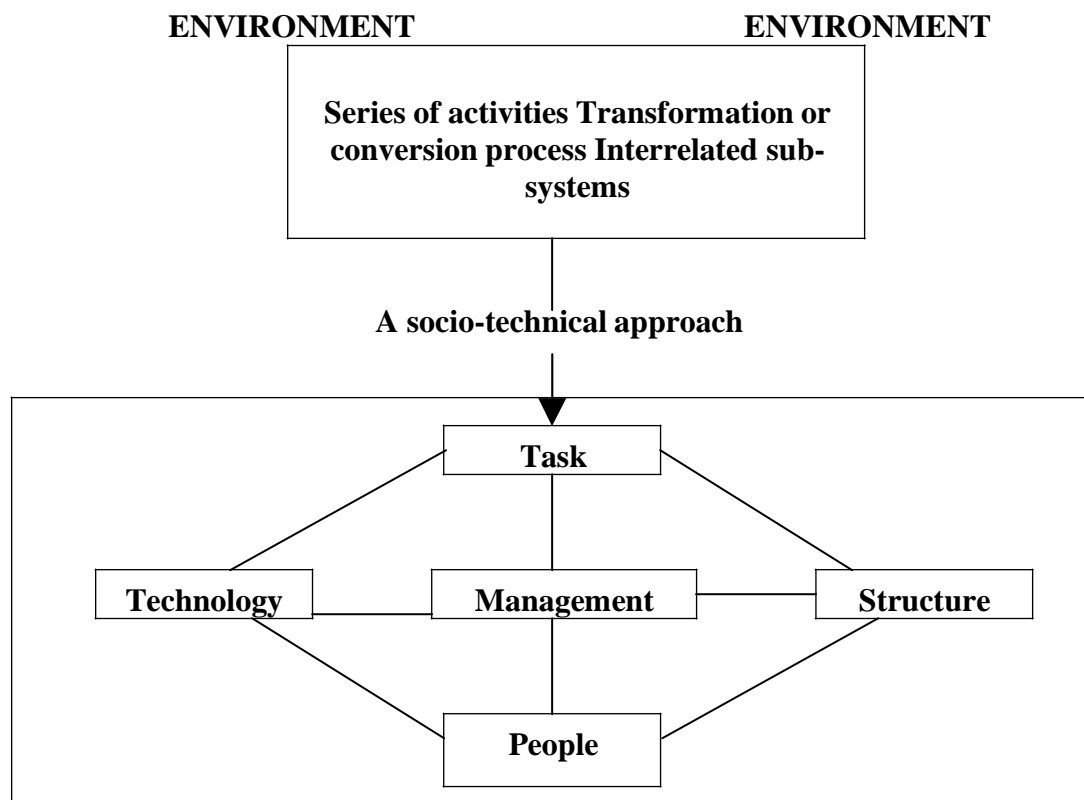 ENVIRONMENT ENVIRONMENT
Series of activities Transformation or
conversion process Interrelated sub-
systems
A socio-technical approach
Task
Technology Management Structure
People